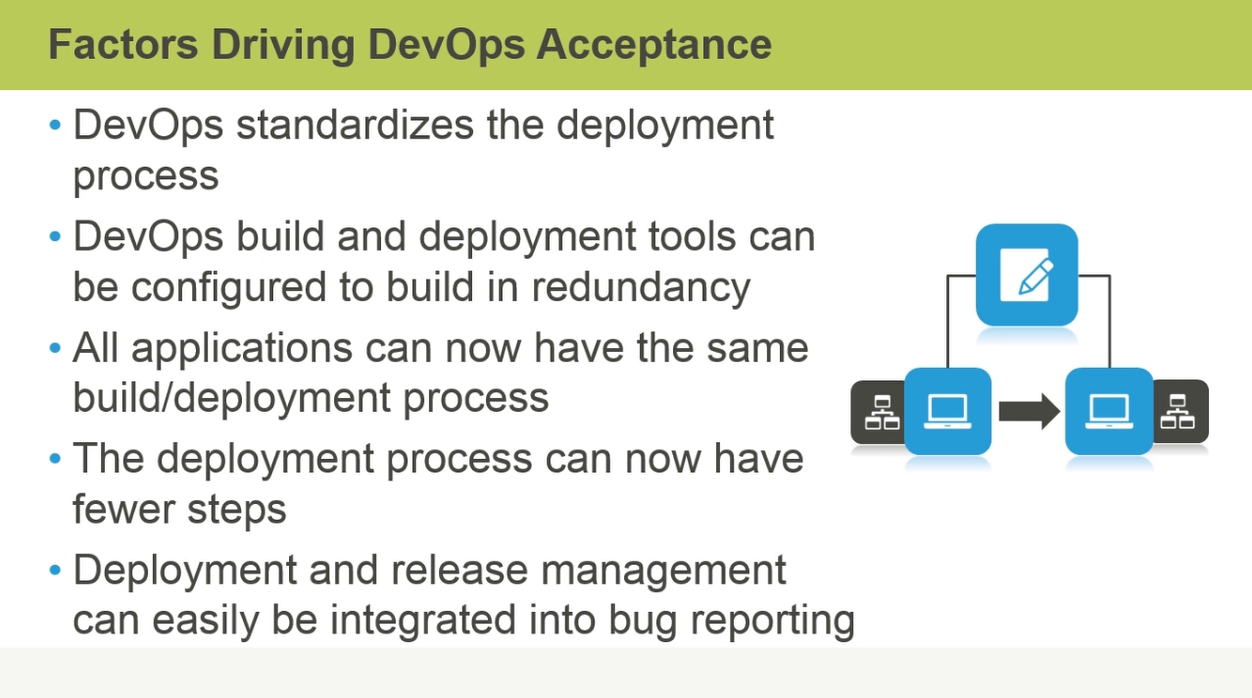 Factors Driving DevOps Acceptance
• DevOps standardizes the deployment
process
• DevOps build and deployment tools can
be configured to build in redundancy
• All applications can now have the same
build/deployment process
• The deployment process can now have
fewer steps
• Deployment and release management
can easily be integrated into bug reporting